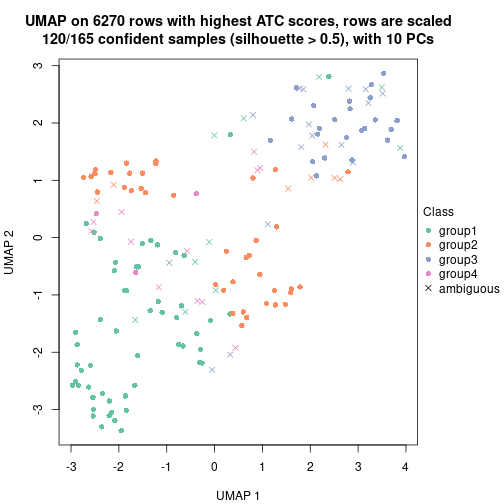 UMAP on 6270 rows with highest ATC scores, rows are scaled
120/165 confident samples (silhouette > 0.5), with 10 PCs
3
2
1
0
-1
-2
-3
UMAP 2
-3 -2 -1 0 1 2 3 4
UMAP 1
Class
group1
group2
group3
group4
ambiguous